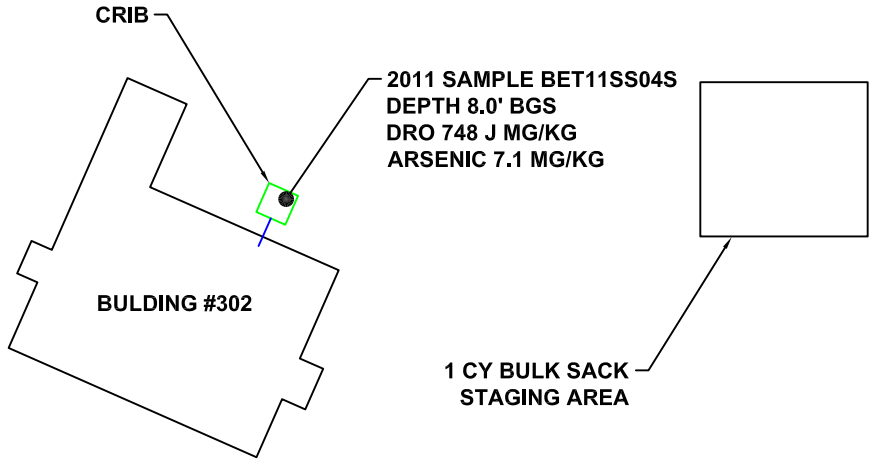 CRIB
2011 SAMPLE BET11SS04S
DEPTH 8.0' BGS
DRO 748 J MG/KG
ARSENIC 7.1 MG/KG
BULDING #302
1 CY BULK SACK
STAGING AREA